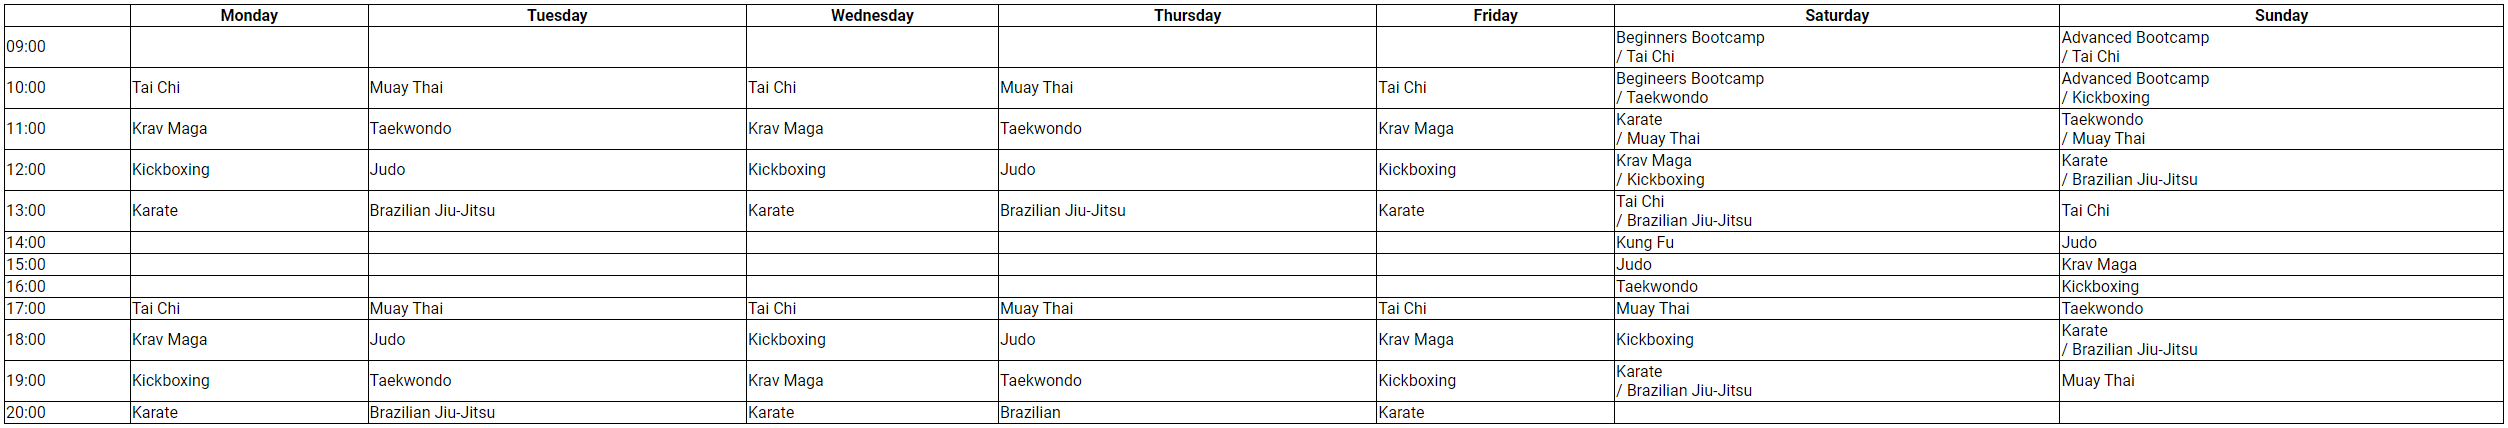 Monday Tuesday Wednesday Thursday Friday Saturday Sunday
09:00 Beginners Bootcamp / Tai Chi Advanced Bootcamp / Tai Chi
10:00 Tai Chi Muay Thai Tai Chi Muay Thai Tai Chi Begineers Bootcamp / Taekwondo Advanced Bootcamp / Kickboxing
11:00 Krav Maga Taekwondo Krav Maga Taekwondo Krav Maga Karate / Muay Thai Taekwondo / Muay Thai
12:00 Kickboxing Judo Kickboxing Judo Kickboxing Krav Maga / Kickboxing Karate / Brazilian Jiu-Jitsu
13:00 Karate Brazilian Jiu-Jitsu Karate Brazilian Jiu-Jitsu Karate Tai Chi / Brazilian Jiu-Jitsu Tai Chi
14:00 Kung Fu Judo
15:00 Judo Krav Maga
16:00 Taekwondo Kickboxing
17:00 Tai Chi Muay Thai Tai Chi Muay Thai Tai Chi Muay Thai Taekwondo
18:00 Krav Maga Judo Kickboxing Judo Krav Maga Kickboxing Karate / Brazilian Jiu-Jitsu
19:00 Kickboxing Taekwondo Krav Maga Taekwondo Kickboxing Karate / Brazilian Jiu-Jitsu Muay Thai
20:00 Karate Brazilian Jiu-Jitsu Karate Brazilian Karate